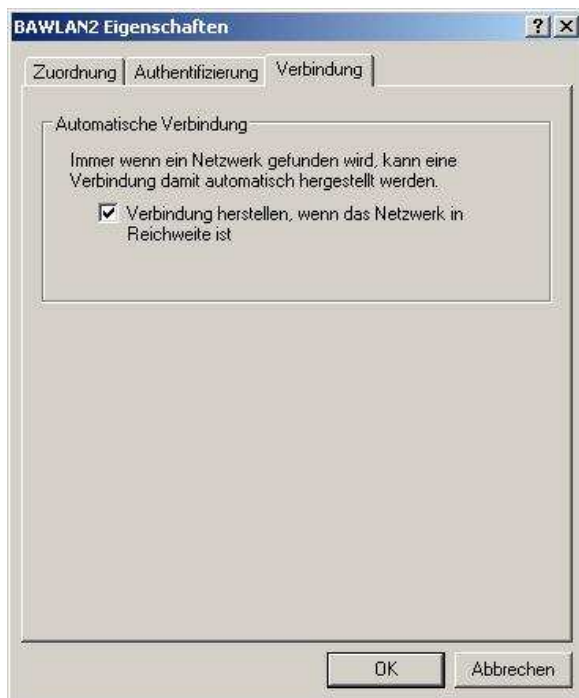 BAWLAN2 Eigenschaften
Zuordnung Authentifizierung Verbindung
Automatische Verbindung
Immer wenn ein Netzwerk gefunden wird, kann eine
Verbindung damit automatisch hergestellt werden.
Verbindung herstellen, wenn das Netzwerk in
Reichweite ist
OK Abbrechen